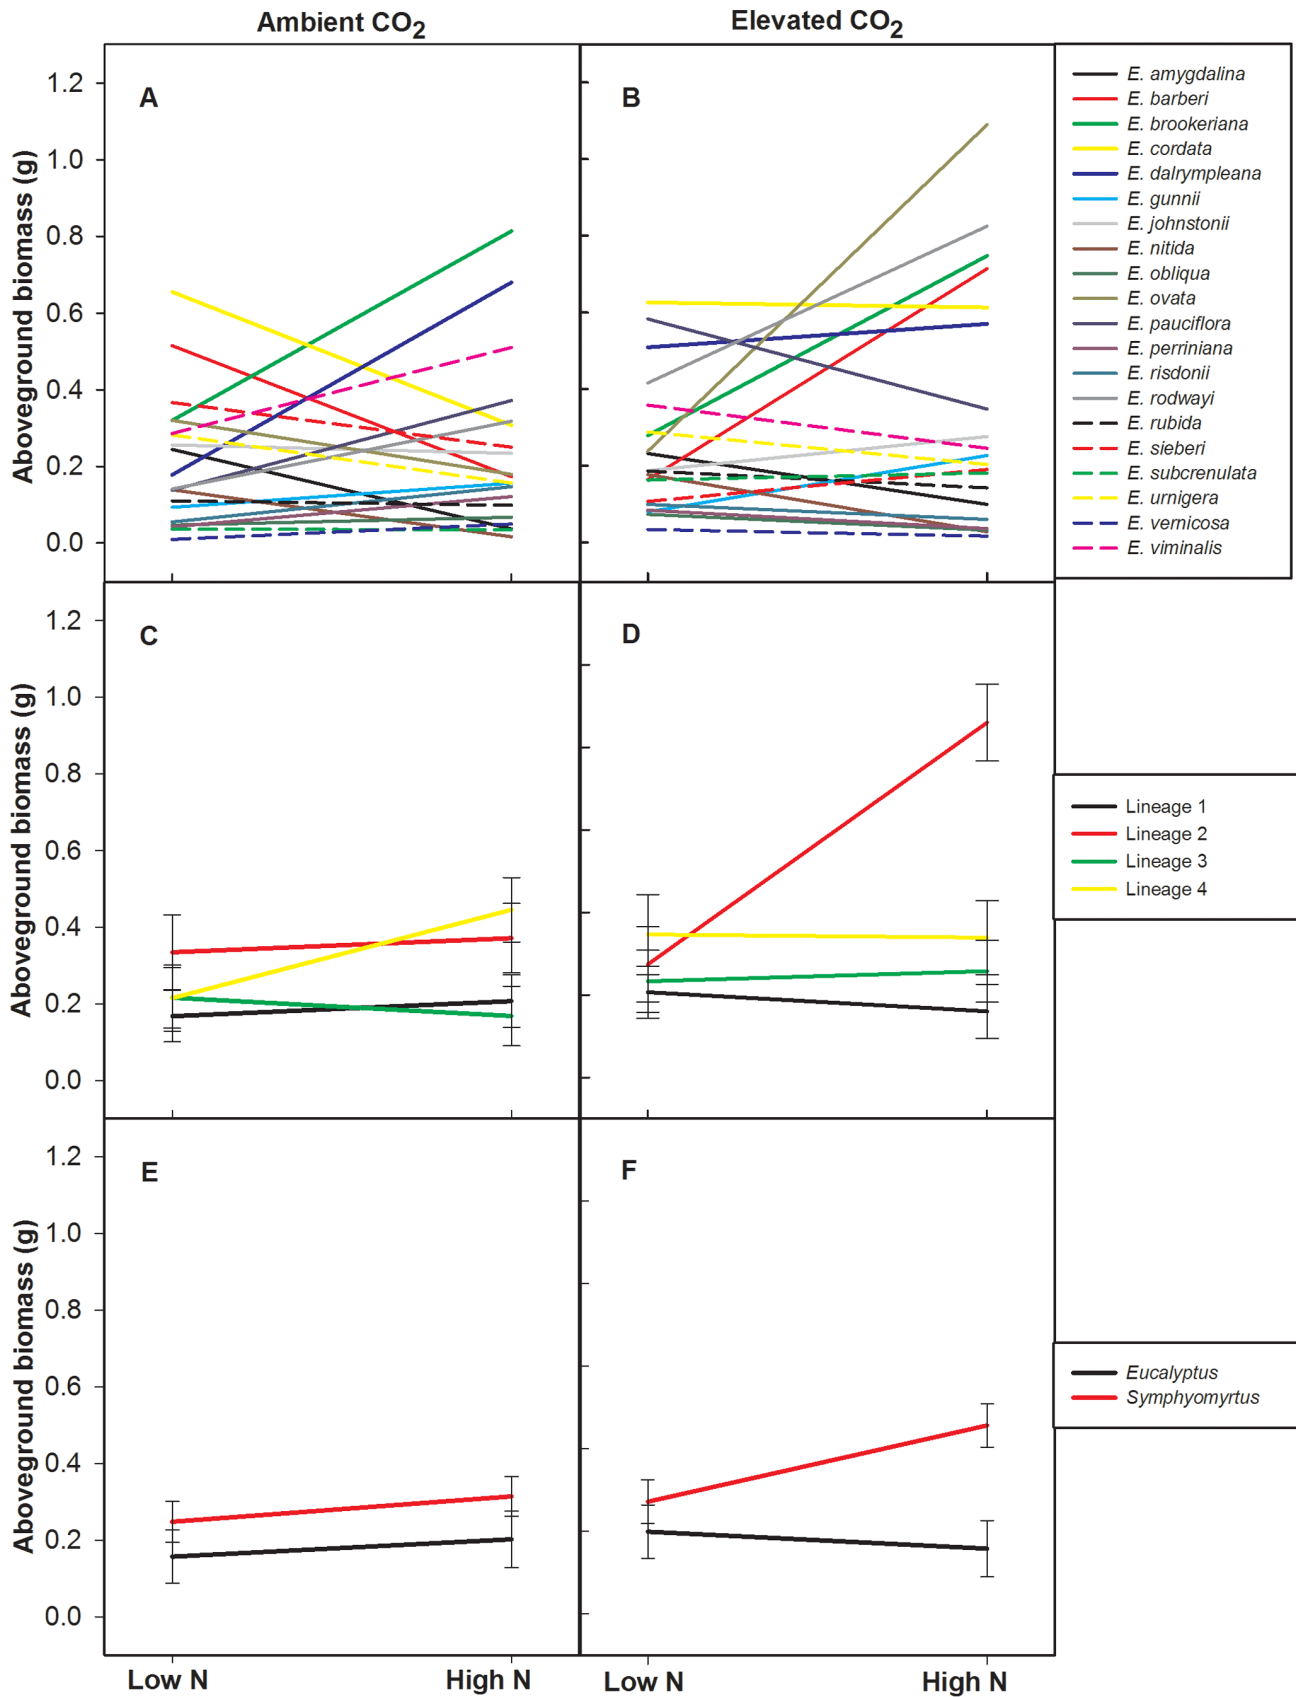 Ambient CO2
Elevated CO2
Aboveground biomass (g)
1.2
1.0
0.8
0.6
0.4
0.2
0.0
A
B
E. amygdalina
E. barberi
E. brookeriana
E. cordata
E. dalrympleana
E. gunnii
E. johnstonii
E. nitida
E. obliqua
E. ovata
E. pauciflora
E. perriniana
E. risdonii
E. rodwayi
E. rubida
E. sieberi
E. subcrenulata
E. urnigera
E. vernicosa
E. viminalis
Aboveground biomass (g)
1.2
1.0
0.8
0.6
0.4
0.2
0.0
C
D
Lineage 1
Lineage 2
Lineage 3
Lineage 4
Aboveground biomass (g)
1.2
1.0
0.8
0.6
0.4
0.2
0.0
E
F
Eucalyptus
Symphyomyrtus
Low N
High N
Low N
High N